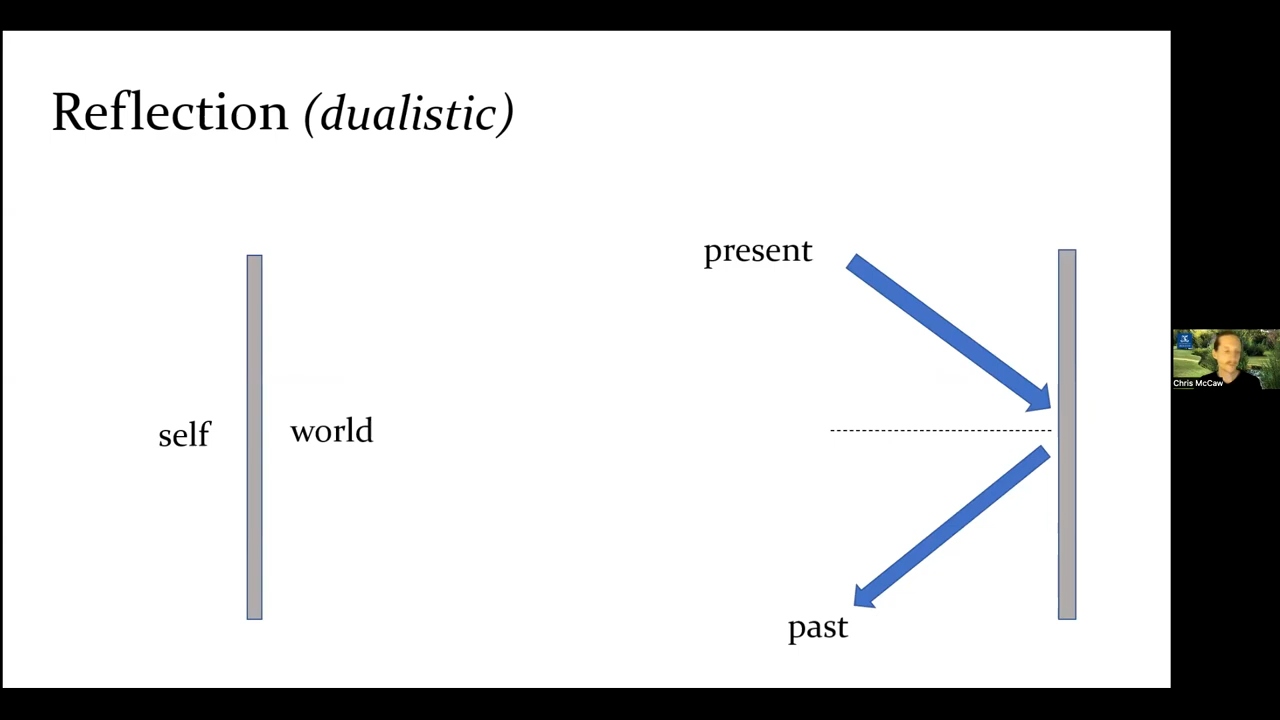 Reflection (dualistic)
present
self
world
past
Chris McCaw